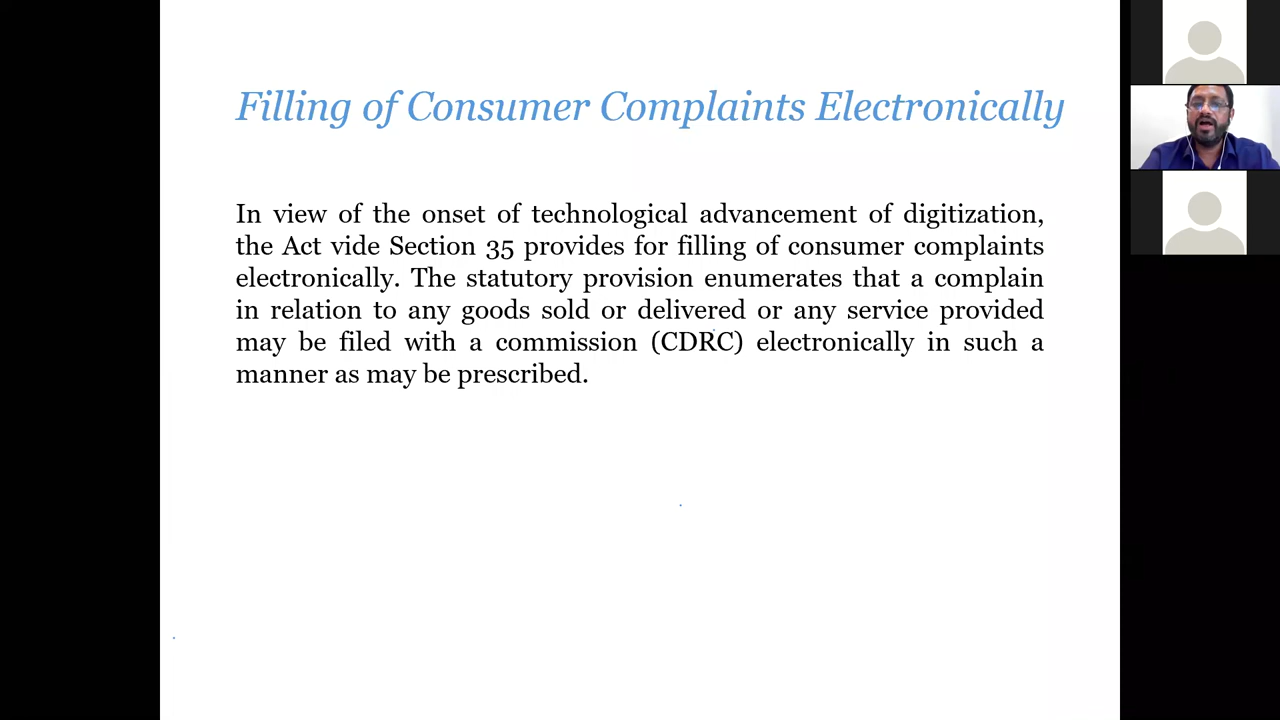 Filling of Consumer Complaints Electronically
In view of the onset of technological advancement of digitization,
the Act vide Section 35 provides for filling of consumer complaints
electronically. The statutory provision enumerates that a complain
in relation to any goods sold or delivered or any service provided
may be filed with a commission (CDRC) electronically in such a
manner as may be prescribed.